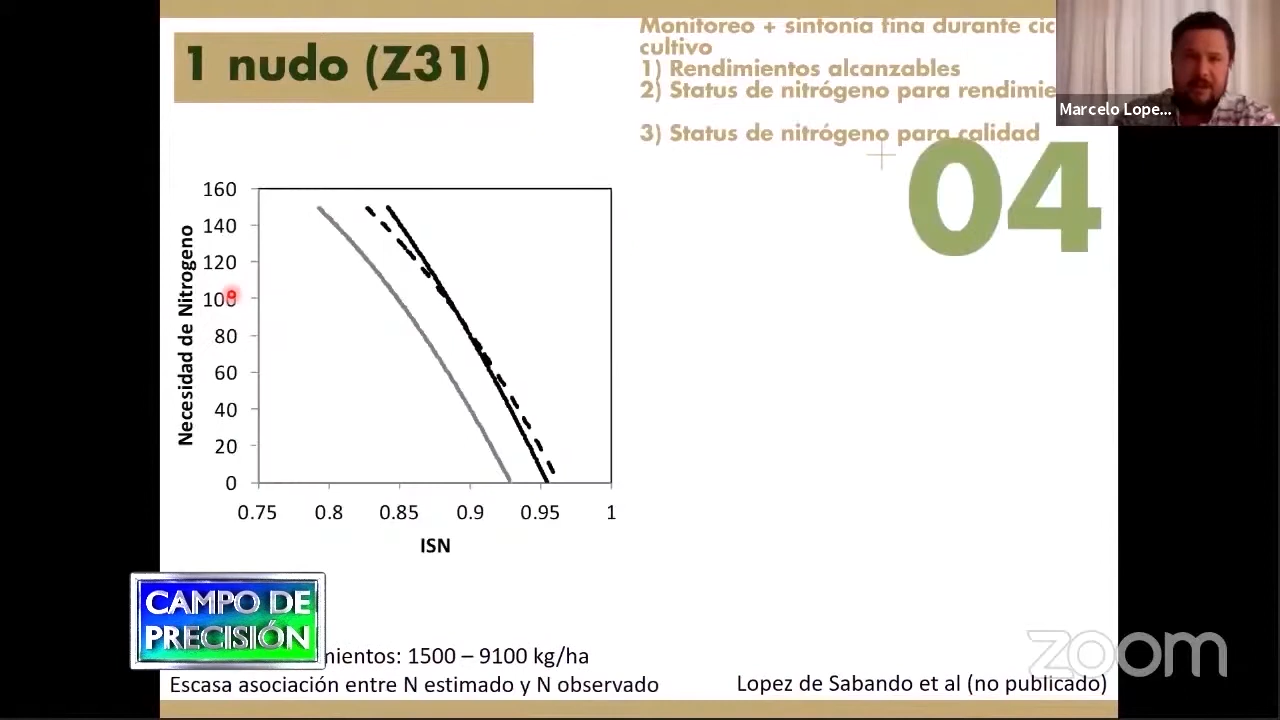 Monitoreo + sintonía fina durante cic
cultivo
1 nudo (Z31)
1) Rendimientos alcanzables
2) Status de nitrógeno para rendimie
Marcelo Lope...
3) Status de nitrógeno para calidad
04
Necesidad de Nitrogeno
160
140
120
100
80
60
40
20
0
0.75 0.8 0.85 0.9 0.95 1
ISN
CAMPO DE
PRECISIÓN
mientos: 1500 – 9100 kg/ha
Escasa asociación entre N estimado y N observado
Lopez de Sabando et al (no publicado)
zoom